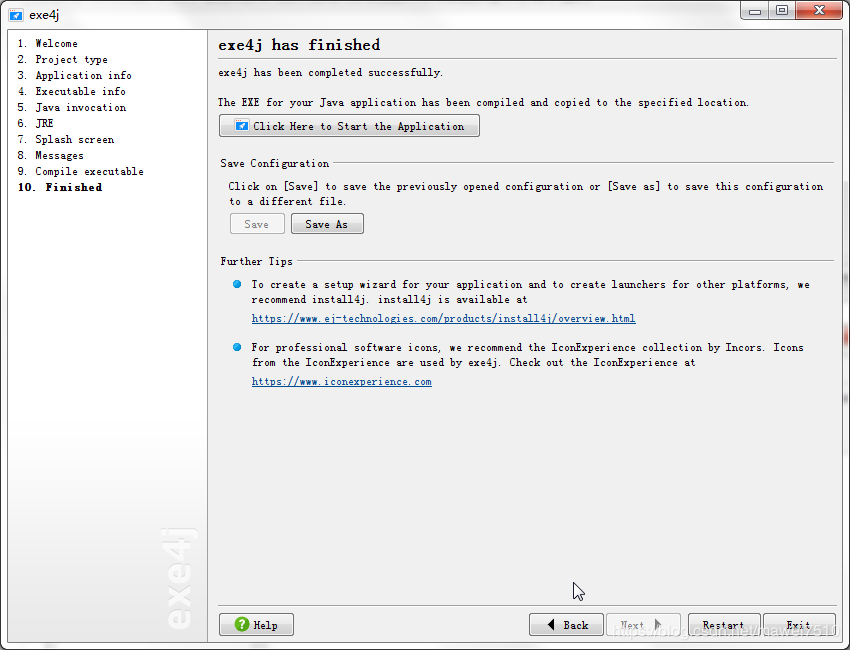 exe4j
1. Welcome
2. Project type
3. Application info
4. Executable info
5. Java invocation
6. JRE
7. Splash screen
8. Messages
9. Compile executable
10. Finished
exe4j
exe4j has finished
exe4j has been completed successfully.
The EXE for your Java application has been compiled and copied to the specified location.
Click Here to Start the Application
Save Configuration
Click on [Save] to save the previously opened configuration or [Save as] to save this configuration
to a different file.
Save Save As
Further Tips
To create a setup wizard for your application and to create launchers for other platforms, we
recommend install4j. install4j is available at
https://www.ej-technologies.com/products/install4j/overview.html
For professional software icons, we recommend the IconExperience collection by Incors. Icons
from the IconExperience are used by exe4j. Check out the IconExperience at
https://www.iconexperience.com
Help Back Next Restart Exit